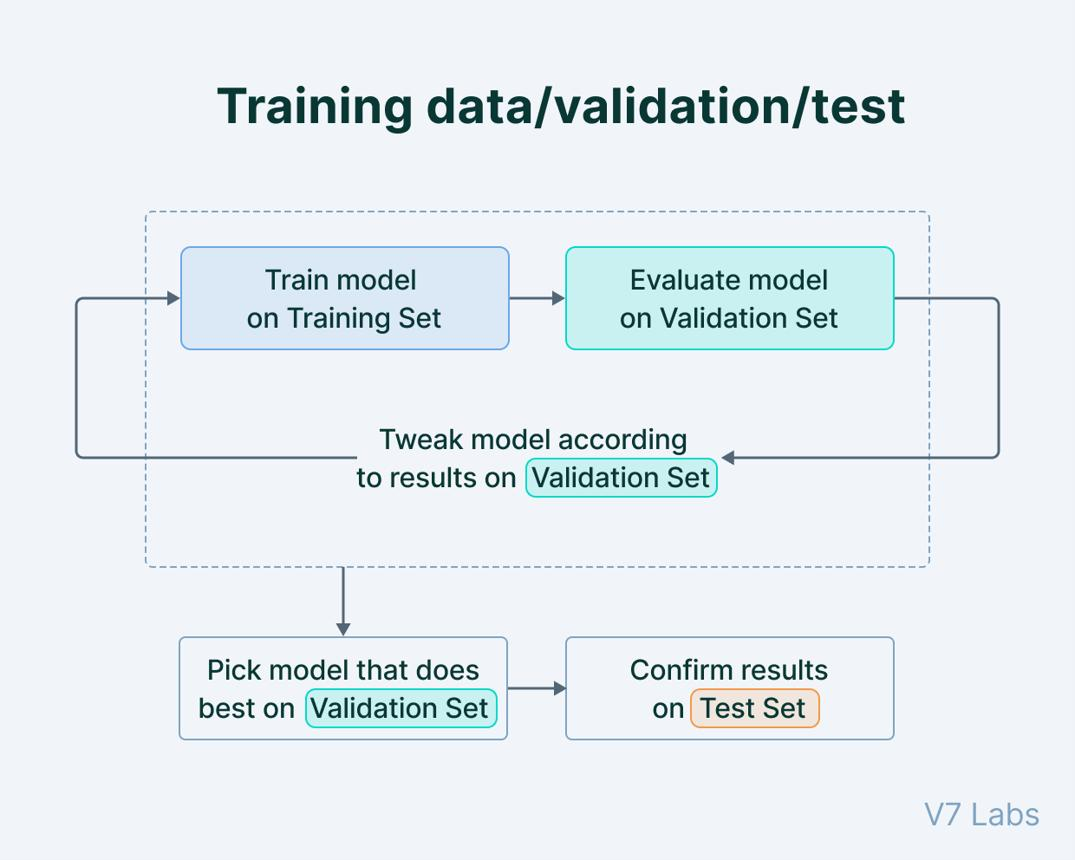 Training data/validation/test
Train model
on Training Set
Evaluate model
on Validation Set
Tweak model according
to results on Validation Set
Pick model that does
best on Validation Set
Confirm results
on Test Set
V7 Labs